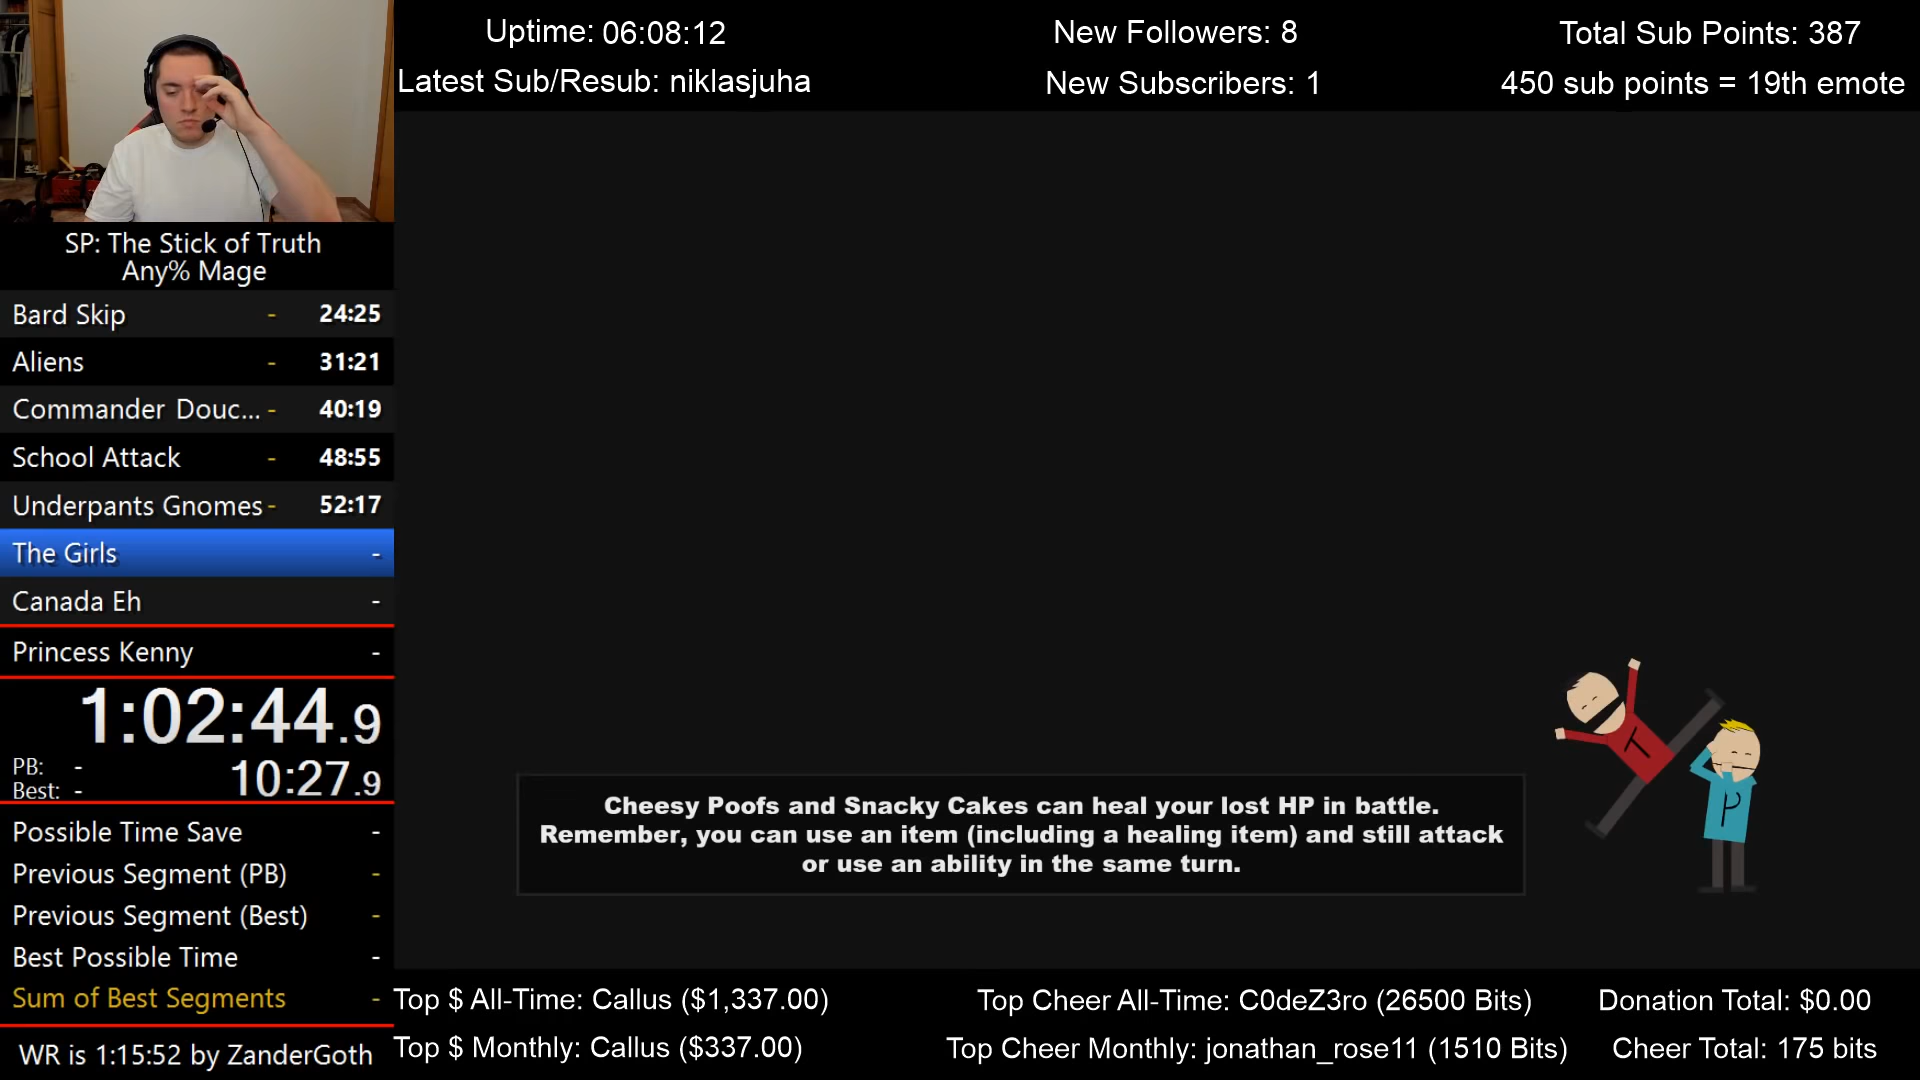 Uptime: 06:08:12
New Followers: 8
Total Sub Points: 387
Latest Sub/Resub: niklasjuha
New Subscribers: 1
450 sub points = 19th emote
SP: The Stick of Truth
Any% Mage
Bard Skip - 24:25
Aliens - 31:21
Commander Douc... - 40:19
School Attack - 48:55
Underpants Gnomes - 52:17
The Girls -
Canada Eh -
Princess Kenny -
1:02:44.9
PB: -
Best: -
10:27.9
Possible Time Save -
Previous Segment (PB) -
Previous Segment (Best) -
Best Possible Time -
Sum of Best Segments -
WR is 1:15:52 by ZanderGoth
Cheesy Poofs and Snacky Cakes can heal your lost HP in battle.
Remember, you can use an item (including a healing item) and still attack
or use an ability in the same turn.
T
P
Top $ All-Time: Callus ($1,337.00)
Top Cheer All-Time: C0deZ3ro (26500 Bits)
Donation Total: $0.00
Top $ Monthly: Callus ($337.00)
Top Cheer Monthly: jonathan_rose11 (1510 Bits)
Cheer Total: 175 bits